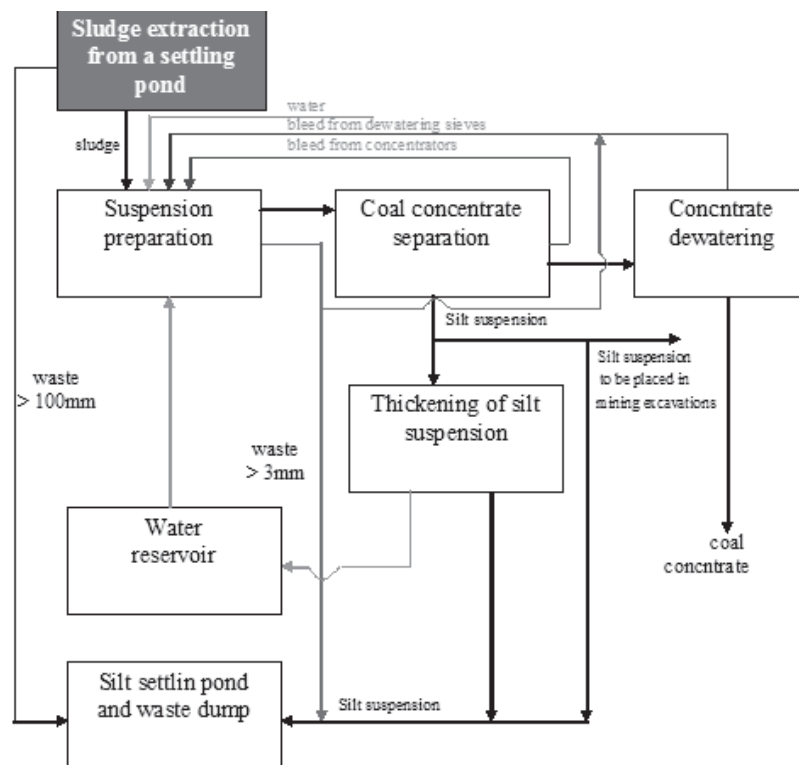 Sludge extraction
from a settling
pond
water
bleed from dewatering sieves
sludge
bleed from concentrators
Suspension
preparation
Coal concentrate
separation
Concntrate
dewatering
Silt suspension
Silt suspension
to be placed in
mining excavations
waste
> 100mm
Thickening of silt
suspension
waste
> 3mm
Water
reservoir
coal
concntrate
Silt settlin pond
and waste dump
Silt suspension